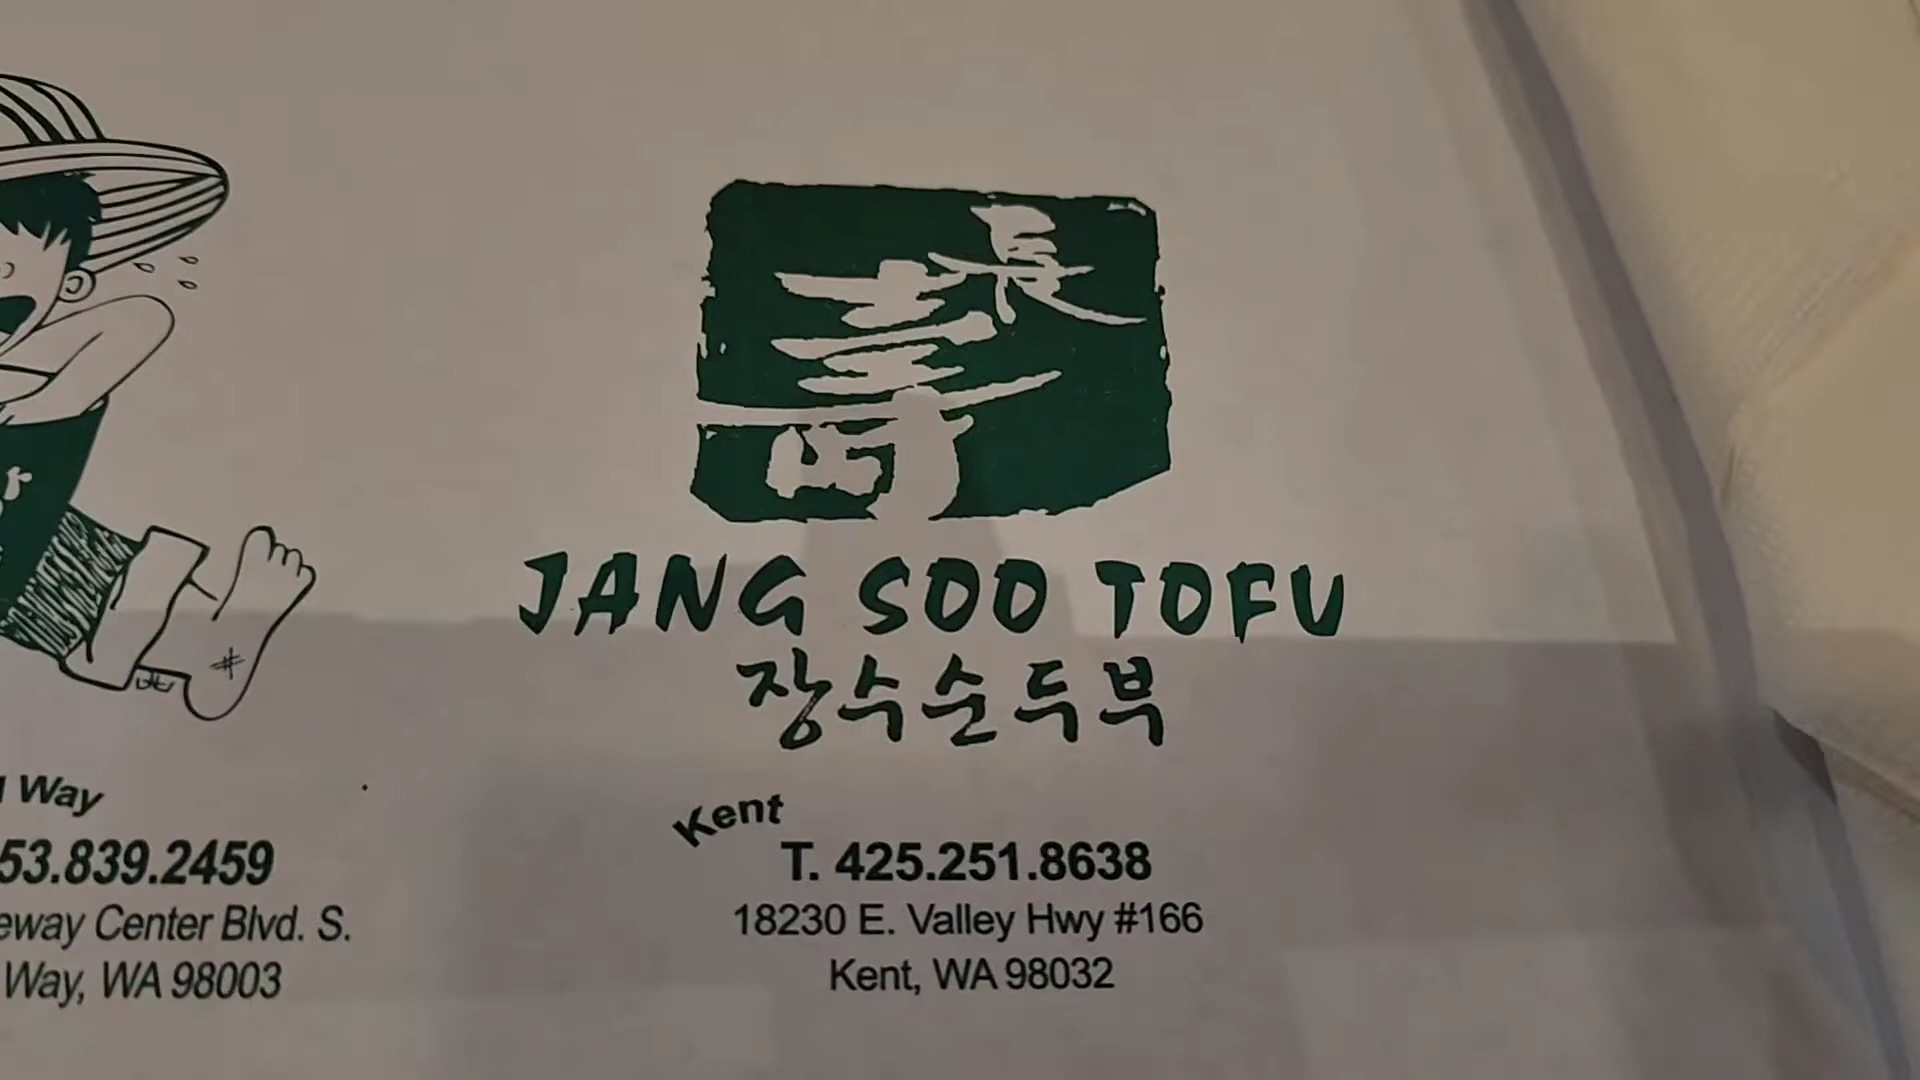 長壽
JANG SOO TOFU
장수순두부
Way
53.839.2459
eway Center Blvd. S.
Way, WA 98003
Kent
T. 425.251.8638
18230 E. Valley Hwy #166
Kent, WA 98032